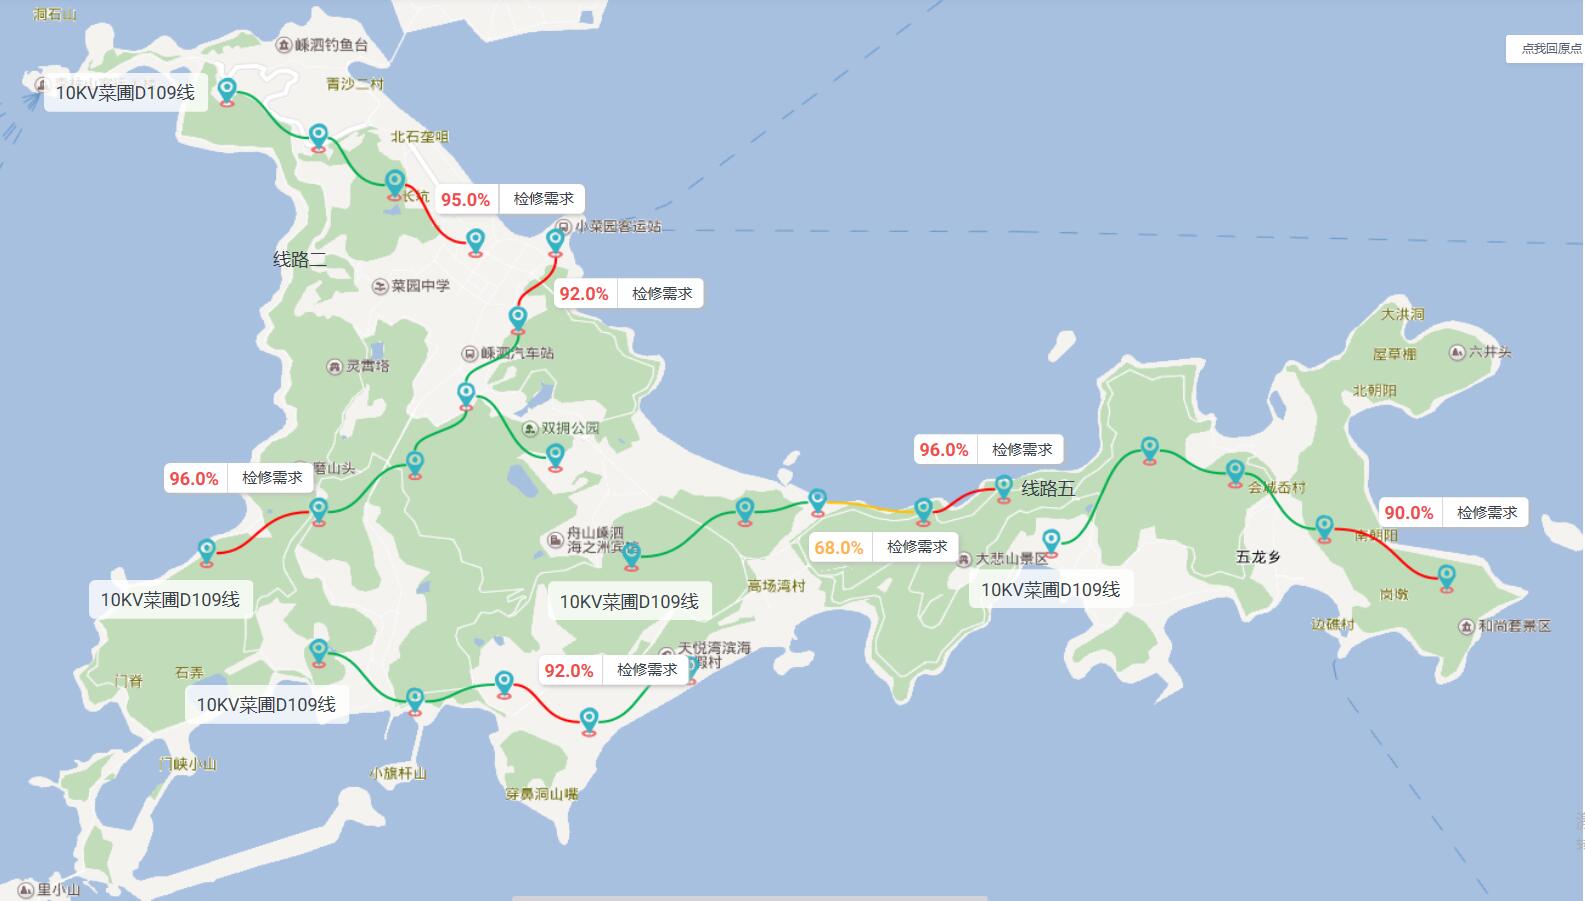 洞石山
嵊泗钓鱼台
点我回原点
青沙二村
10KV菜圃D109线
北石垄咀
长坑
95.0% 检修需求
小菜园客运站
线路二
菜园中学
92.0% 检修需求
大洪洞
嵊泗汽车站
屋草棚
六井头
灵霄塔
北朝阳
双拥公园
96.0% 检修需求
磨山头
96.0% 检修需求
线路五
会城岙村
90.0% 检修需求
舟山嵊泗
海之洲宾
南朝阳
68.0% 检修需求
大悲山景区
五龙乡
高场湾村
10KV菜圃D109线
岗墩
10KV菜圃D109线
10KV菜圃D109线
边礁村
和尚套景区
天悦湾滨海
假村
92.0% 检修需求
石弄
门脊
10KV菜圃D109线
门峡小山
小旗杆山
穿鼻洞山嘴
里小山